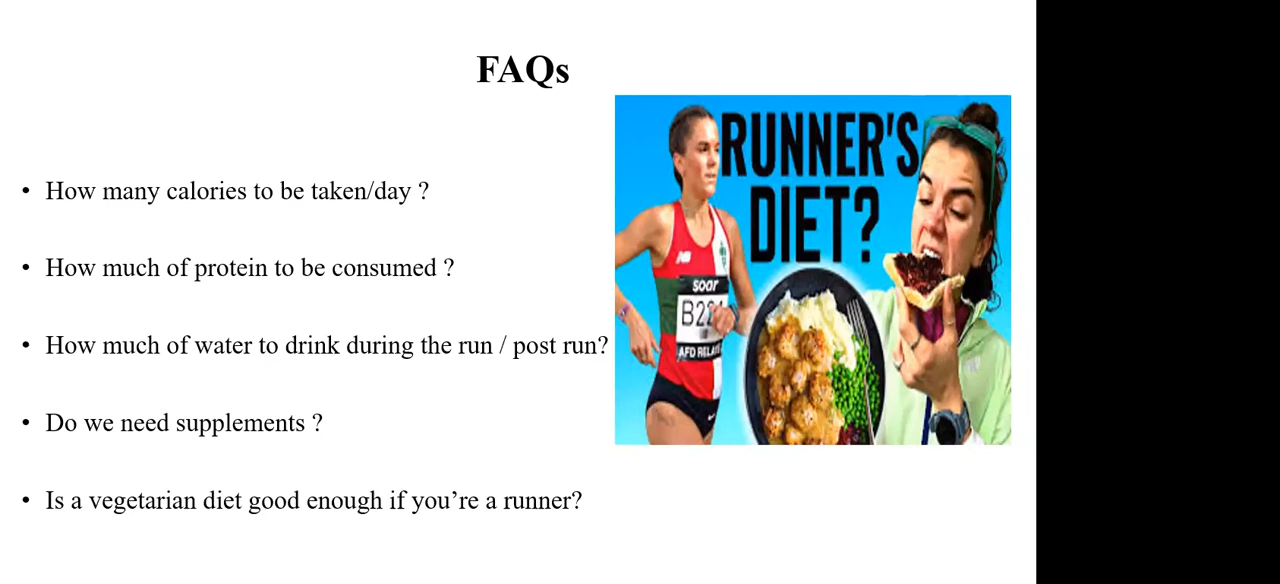 FAQs
• How many calories to be taken/day ?
• How much of protein to be consumed ?
• How much of water to drink during the run / post run?
• Do we need supplements ?
• Is a vegetarian diet good enough if you’re a runner?
RUNNER'S
DIET?
soar
AFD RELA